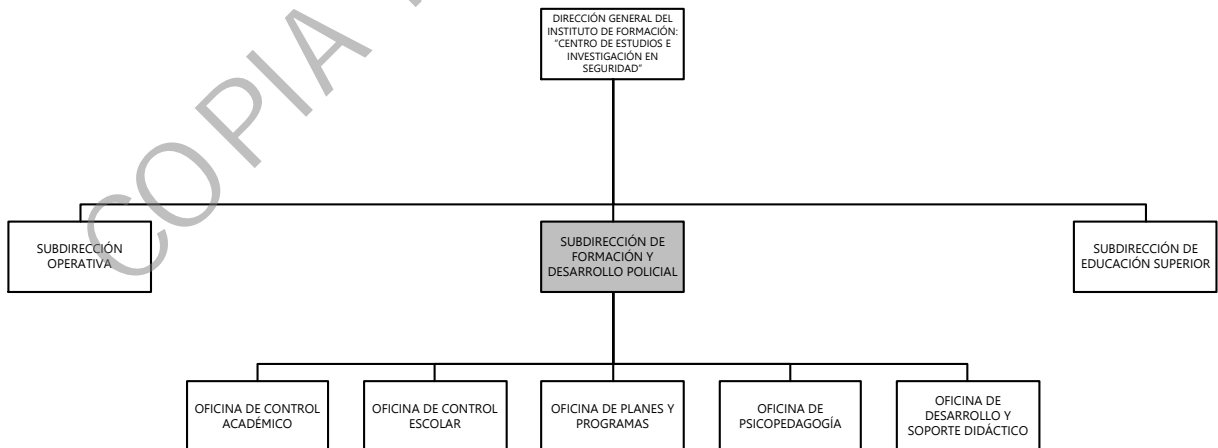 DIRECCIÓN GENERAL DEL
INSTITUTO DE FORMACIÓN:
"CENTRO DE ESTUDIOS E
INVESTIGACIÓN EN
SEGURIDAD"
SUBDIRECCIÓN
OPERATIVA
SUBDIRECCIÓN DE
FORMACIÓN Y
DESARROLLO POLICIAL
SUBDIRECCIÓN DE
EDUCACIÓN SUPERIOR
OFICINA DE CONTROL
ACADÉMICO
OFICINA DE CONTROL
ESCOLAR
OFICINA DE PLANES Y
PROGRAMAS
OFICINA DE
PSICOPEDAGOGÍA
OFICINA DE
DESARROLLO Y
SOPORTE DIDÁCTICO
COPIA